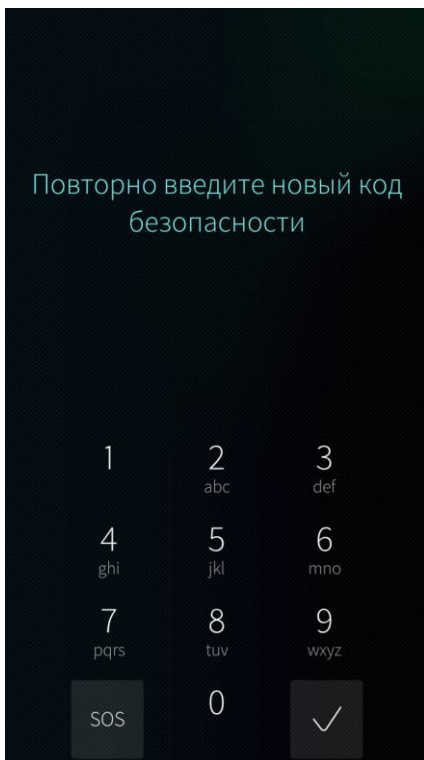 Повторно введите новый код
безопасности
1 2 3
abc def
4 5 6
ghi jkl mno
7 8 9
pqrs tuv wxyz
SOS 0